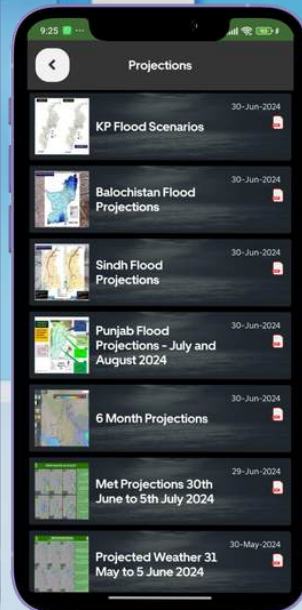 9:25
Projections
30-Jun-2024
KP Flood Scenarios
30-Jun-2024
Balochistan Flood
Projections
30-Jun-2024
Sindh Flood
Projections
30-Jun-2024
Punjab Flood
Projections - July and
August 2024
30-Jun-2024
6 Month Projections
29-Jun-2024
Met Projections 30th
June to 5th July 2024
30-May-2024
Projected Weather 31
May to 5 June 2024